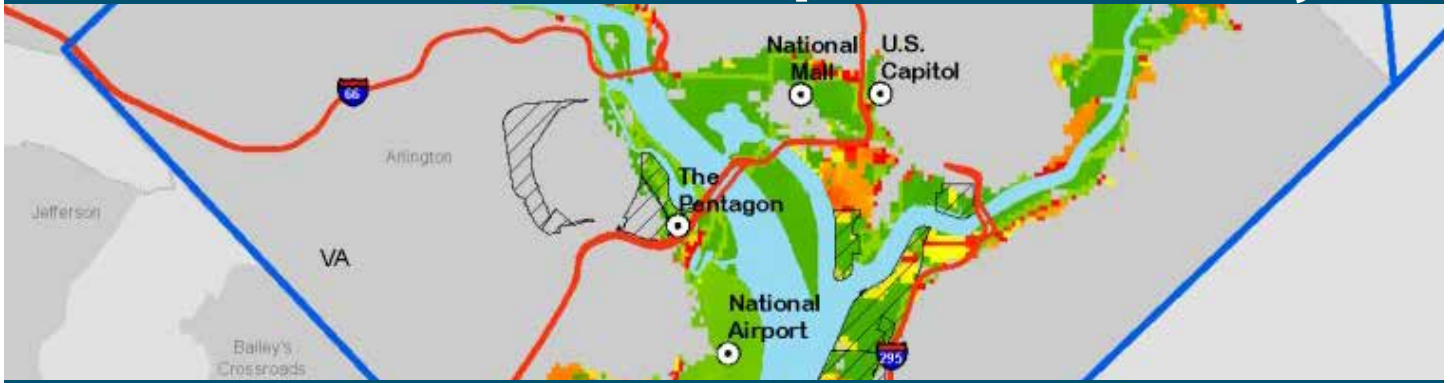 National
Mall
U.S.
Capitol
66
Arlington
The
Pentagon
Jefferson
VA
National
Airport
Bailey's
Crossroads
295